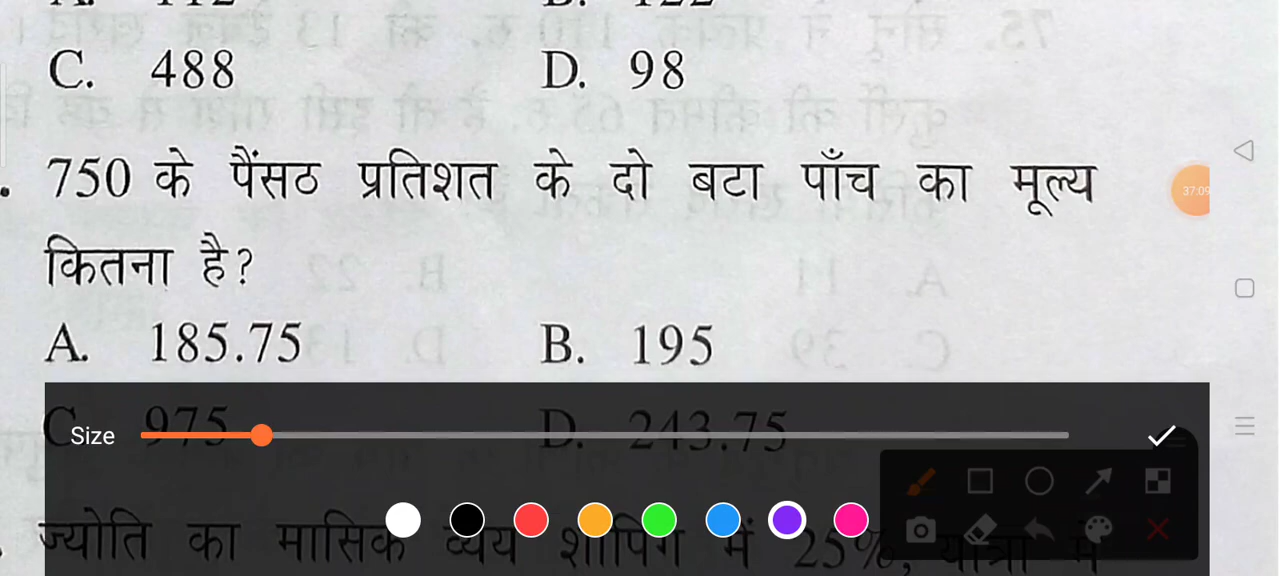 C. 488 D. 98
. 750 के पैंसठ प्रतिशत के दो बटा पाँच का मूल्य
37:09
कितना है?
A. 185.75 B. 195
C. 975 D. 243.75
Size
ज्योति का मासिक व्यय शॉपिंग में 25%, यात्रा में